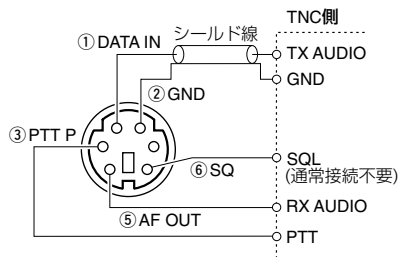 TNC側
シールド線
① DATA IN
TX AUDIO
② GND
GND
③ PTT P
⑥ SQ
SQL
(通常接続不要)
⑤ AF OUT
RX AUDIO
PTT